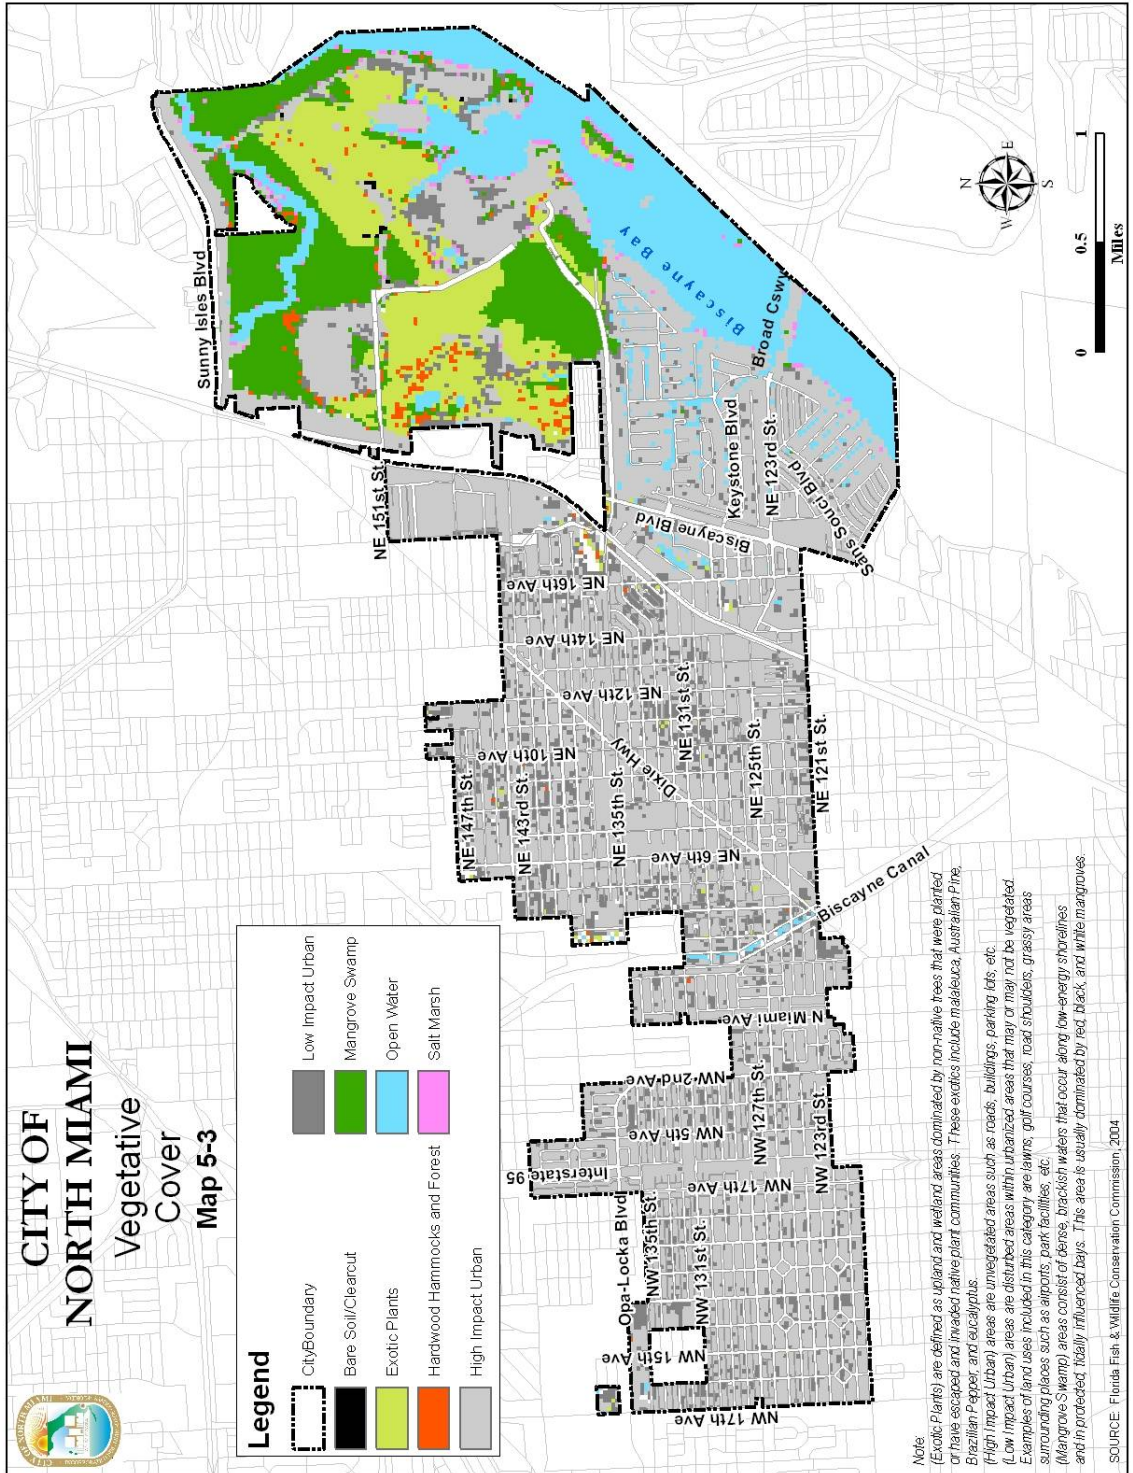 CITY OF
NORTH MIAMI
Vegetative
Cover
Map 5-3
Legend
CityBoundary
Bare Soil/Clearcut
Exotic Plants
Hardwood Hammocks and Forest
High Impact Urban
Low Impact Urban
Mangrove Swamp
Open Water
Salt Marsh
Sunny Isles Blvd
NE 151st St.
Biscayne Bay
Broad Cswy
Keystone Blvd
NE 123rd St.
Sans Souci Blvd
Biscayne Blvd
NE 16th Ave
NE 14th Ave
NE 12th Ave
NE 10th Ave
NE 6th Ave
NE 147th St.
NE 143rd St.
NE 135th St.
NE 131st St.
NE 125th St.
NE 121st St.
Dixie Hwy
Biscayne Canal
N Miami Ave
NW 2nd Ave
NW 5th Ave
Interstate 95
NW 17th Ave
NW 127th St.
NW 123rd St.
Opa-Locka Blvd
NW 135th St.
NW 131st St.
NW 15th Ave
NW 17th Ave
N
E
S
W
0 0.5 1
Miles
Note:
(Exotic Plants) are defined as upland and wetland areas dominated by non-native trees that were planted
or have escaped and invaded native plant communities. These exotics include malaleuca, Australian Pine,
Brazilian Pepper, and eucalyptus.
(High Impact Urban) areas are unvegetated areas such as roads, buildings, parking lots, etc.
(Low Impact Urban) areas are disturbed areas within urbanized areas that may or may not be vegetated.
Examples of land uses included in this category are lawns, golf courses, road shoulders, grassy areas
surrounding places such as airports, park facilities, etc.
(Mangrove Swamp) areas consist of dense, brackish waters that occur along low-energy shorelines
and in protected, tidally influenced bays. This area is usually dominated by red, black, and white mangroves.
SOURCE: Florida Fish & Wildlife Conservation Commission, 2004